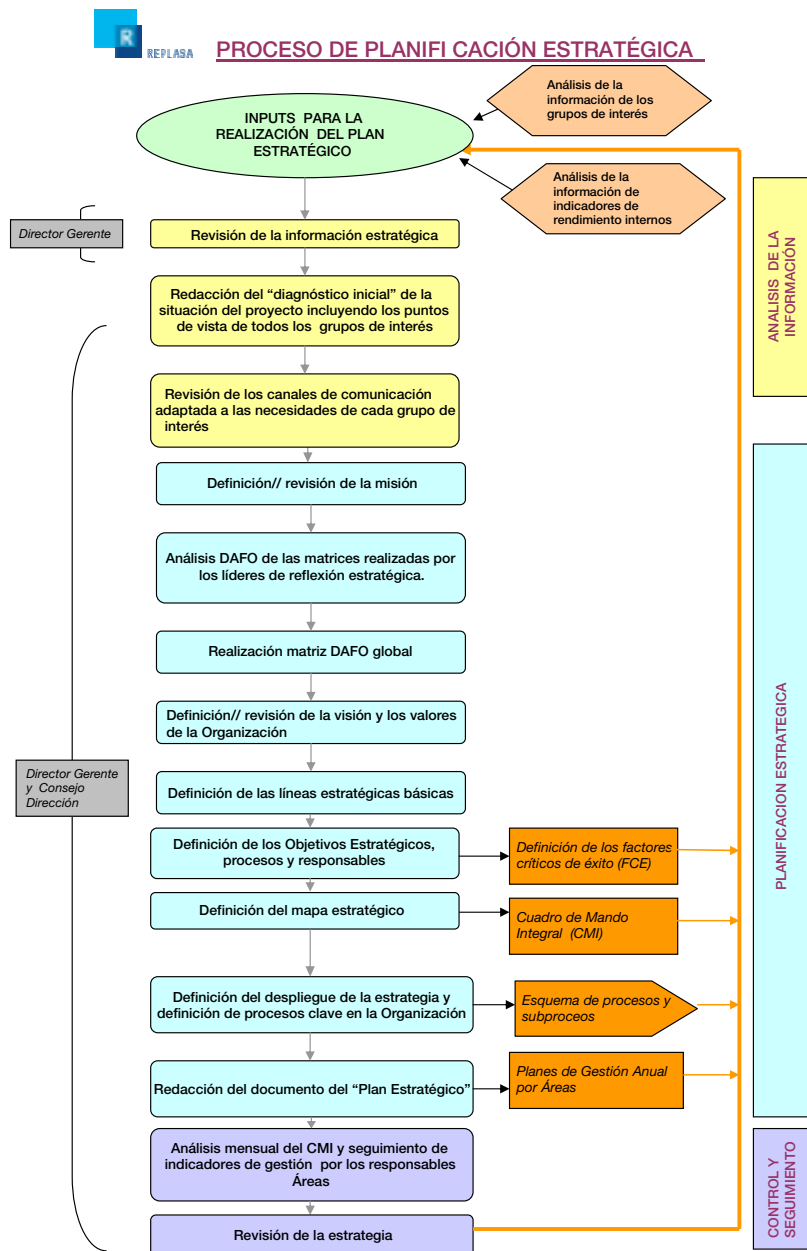 R
REPLASA
PROCESO DE PLANIFI CACIÓN ESTRATÉGICA
INPUTS PARA LA
REALIZACIÓN DEL PLAN
ESTRATÉGICO
Análisis de la
información de los
grupos de interés
Análisis de la
información de
indicadores de
rendimiento internos
Director Gerente
Revisión de la información estratégica
Redacción del “diagnóstico inicial” de la
situación del proyecto incluyendo los puntos
de vista de todos los grupos de interés
Revisión de los canales de comunicación
adaptada a las necesidades de cada grupo de
interés
ANALISIS DE LA
INFORMACIÓN
Definición// revisión de la misión
Análisis DAFO de las matrices realizadas por
los líderes de reflexión estratégica.
Realización matriz DAFO global
Definición// revisión de la visión y los valores
de la Organización
Director Gerente
y Consejo
Dirección
Definición de las líneas estratégicas básicas
Definición de los Objetivos Estratégicos,
procesos y responsables
Definición de los factores
críticos de éxito (FCE)
Definición del mapa estratégico
Cuadro de Mando
Integral (CMI)
Definición del despliegue de la estrategia y
definición de procesos clave en la Organización
Esquema de procesos y
subproceos
Redacción del documento del “Plan Estratégico”
Planes de Gestión Anual
por Áreas
PLANIFICACION ESTRATEGICA
Análisis mensual del CMI y seguimiento de
indicadores de gestión por los responsables
Áreas
Revisión de la estrategia
CONTROL Y
SEGUIMIENTO